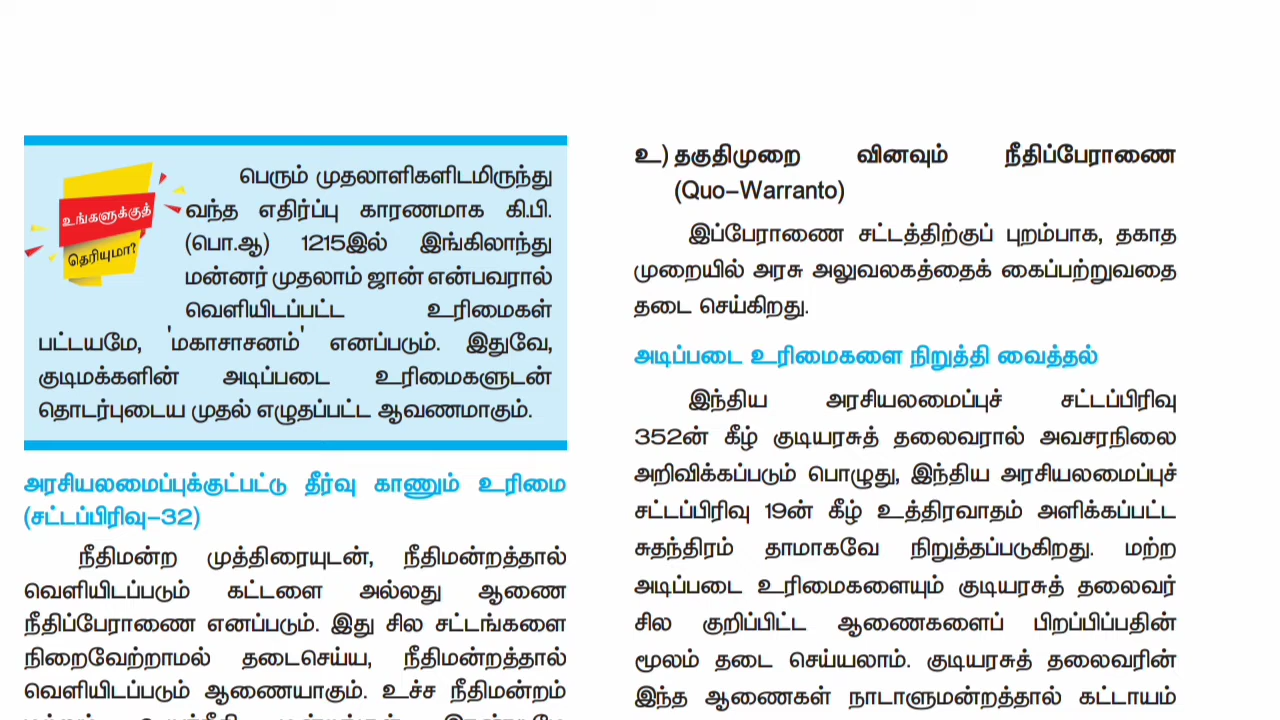 உங்களுக்குத்
தெரியுமா?
பெரும் முதலாளிகளிடமிருந்து
வந்த எதிர்ப்பு காரணமாக கி.பி.
(பொ.ஆ) 1215இல் இங்கிலாந்து
மன்னர் முதலாம் ஜான் என்பவரால்
வெளியிடப்பட்ட உரிமைகள்
பட்டயமே, 'மகாசாசனம்' எனப்படும். இதுவே,
குடிமக்களின் அடிப்படை உரிமைகளுடன்
தொடர்புடைய முதல் எழுதப்பட்ட ஆவணமாகும்.
அரசியலமைப்புக்குட்பட்டு தீர்வு காணும் உரிமை
(சட்டப்பிரிவு-32)
நீதிமன்ற முத்திரையுடன், நீதிமன்றத்தால்
வெளியிடப்படும் கட்டளை அல்லது ஆணை
நீதிப்பேராணை எனப்படும். இது சில சட்டங்களை
நிறைவேற்றாமல் தடைசெய்ய, நீதிமன்றத்தால்
வெளியிடப்படும் ஆணையாகும். உச்ச நீதிமன்றம்
உ) தகுதிமுறை வினவும் நீதிப்பேராணை
(Quo-Warranto)
இப்பேராணை சட்டத்திற்குப் புறம்பாக, தகாத
முறையில் அரசு அலுவலகத்தைக் கைப்பற்றுவதை
தடை செய்கிறது.
அடிப்படை உரிமைகளை நிறுத்தி வைத்தல்
இந்திய அரசியலமைப்புச் சட்டப்பிரிவு
352ன் கீழ் குடியரசுத் தலைவரால் அவசரநிலை
அறிவிக்கப்படும் பொழுது, இந்திய அரசியலமைப்புச்
சட்டப்பிரிவு 19ன் கீழ் உத்திரவாதம் அளிக்கப்பட்ட
சுதந்திரம் தாமாகவே நிறுத்தப்படுகிறது. மற்ற
அடிப்படை உரிமைகளையும் குடியரசுத் தலைவர்
சில குறிப்பிட்ட ஆணைகளைப் பிறப்பிப்பதின்
மூலம் தடை செய்யலாம். குடியரசுத் தலைவரின்
இந்த ஆணைகள் நாடாளுமன்றத்தால் கட்டாயம்